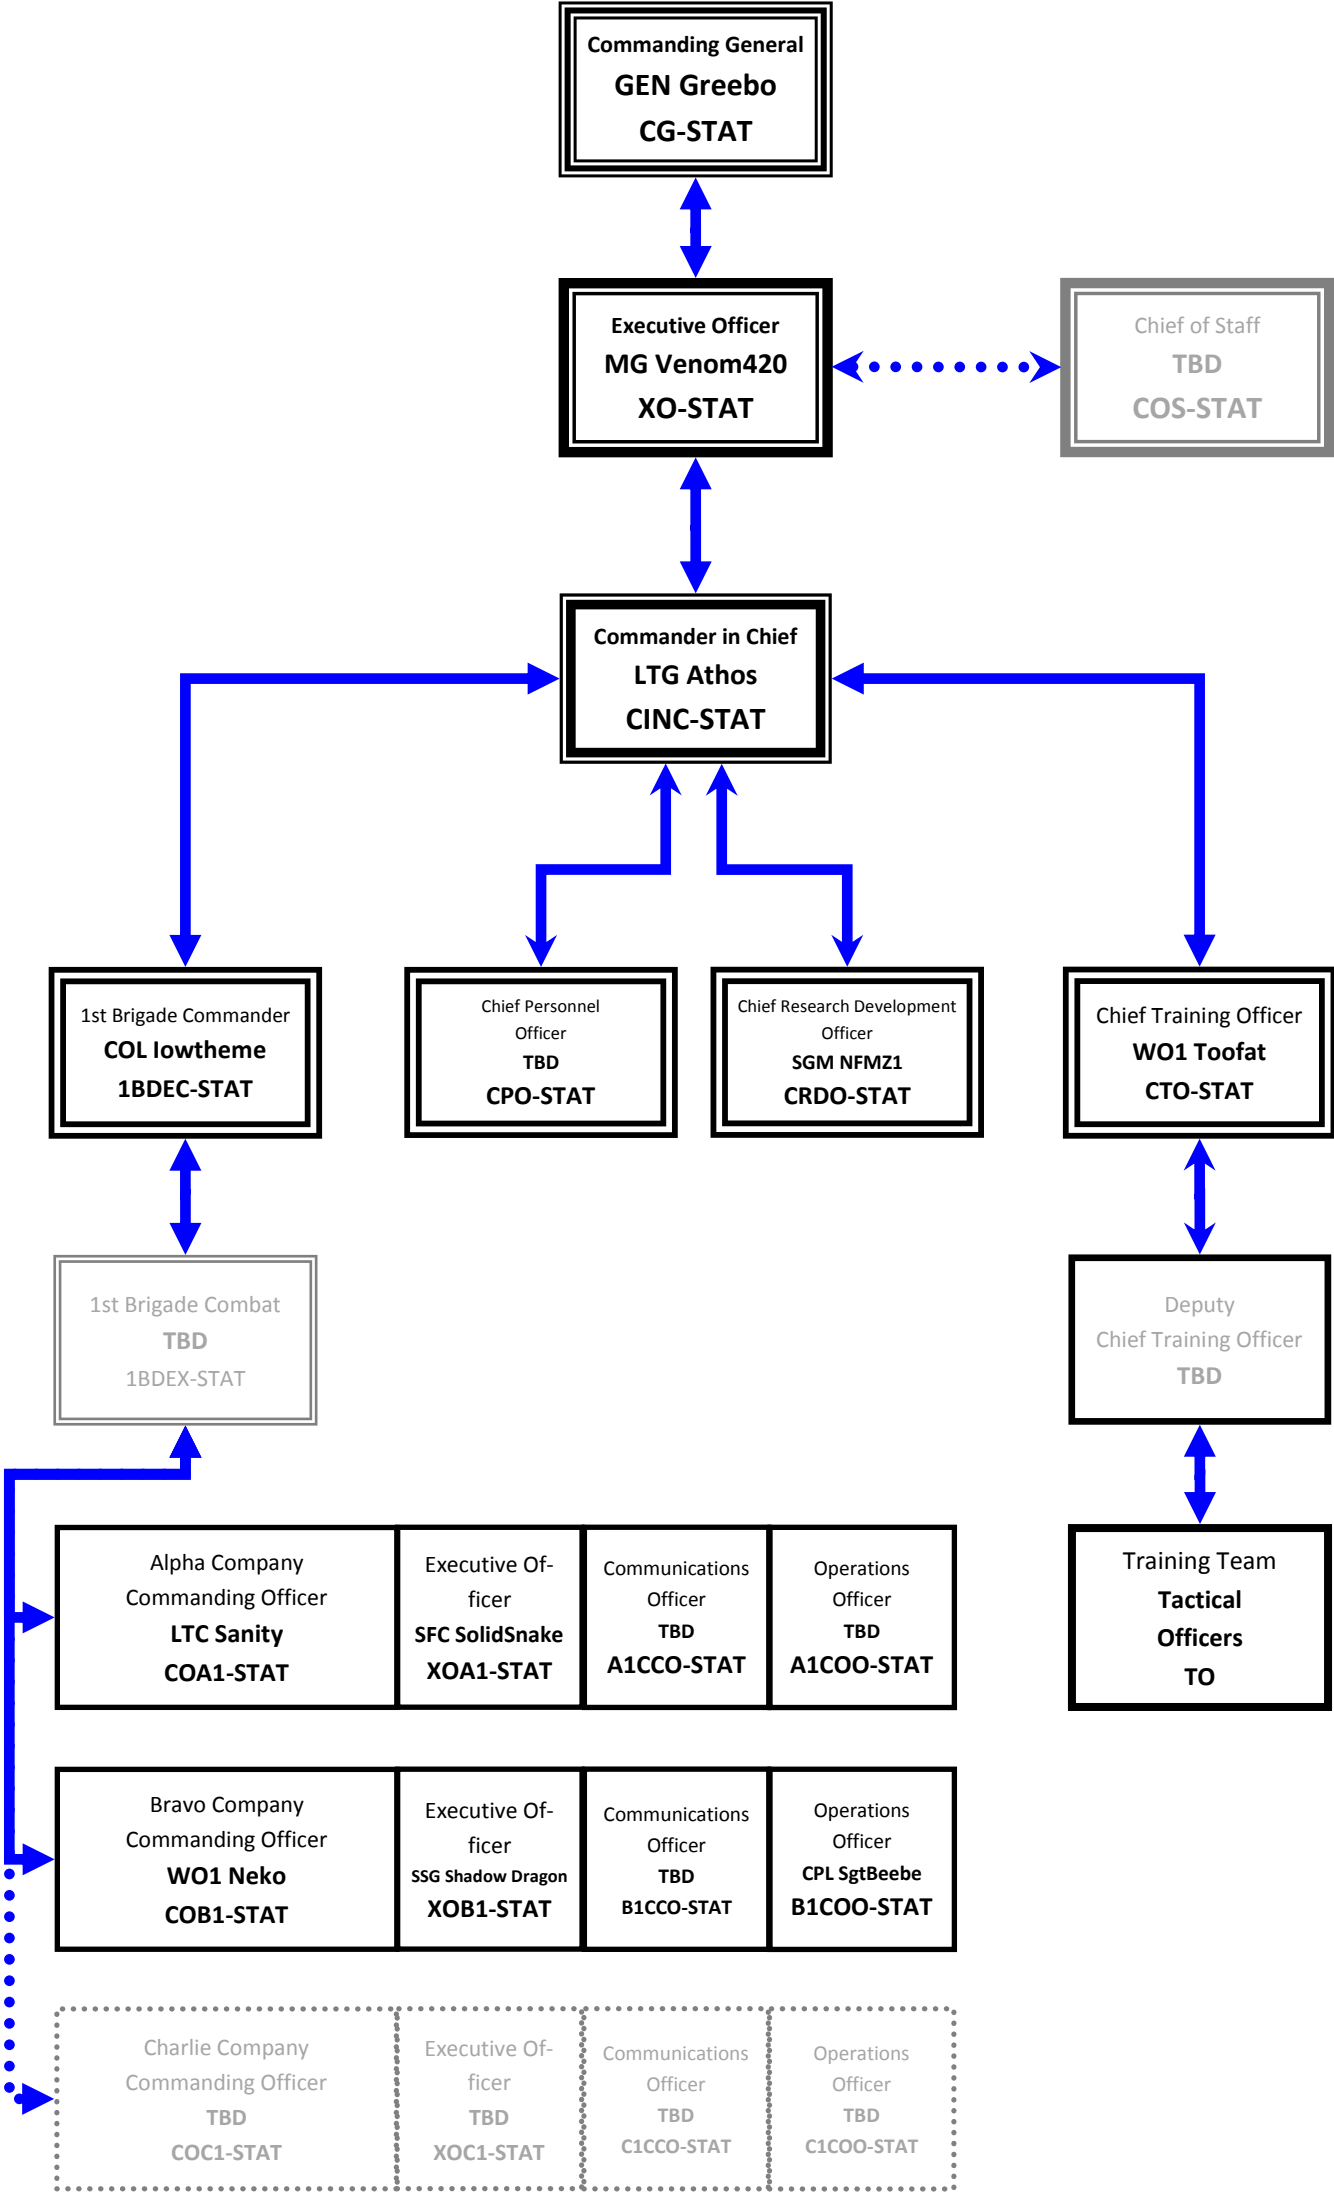 Commanding General
GEN Greebo
CG-STAT
Executive Officer
MG Venom420
XO-STAT
Chief of Staff
TBD
COS-STAT
Commander in Chief
LTG Athos
CINC-STAT
1st Brigade Commander
COL Iowtheme
1BDEC-STAT
Chief Personnel
Officer
TBD
CPO-STAT
Chief Research Development
Officer
SGM NFMZ1
CRDO-STAT
Chief Training Officer
WO1 Toofat
CTO-STAT
1st Brigade Combat
TBD
1BDEX-STAT
Deputy
Chief Training Officer
TBD
Alpha Company
Commanding Officer
LTC Sanity
COA1-STAT
Executive Of-
ficer
SFC SolidSnake
XOA1-STAT
Communications
Officer
TBD
A1CCO-STAT
Operations
Officer
TBD
A1COO-STAT
Training Team
Tactical
Officers
TO
Bravo Company
Commanding Officer
WO1 Neko
COB1-STAT
Executive Of-
ficer
SSG Shadow Dragon
XOB1-STAT
Communications
Officer
TBD
B1CCO-STAT
Operations
Officer
CPL SgtBeebe
B1COO-STAT
Charlie Company
Commanding Officer
TBD
COC1-STAT
Executive Of-
ficer
TBD
XOC1-STAT
Communications
Officer
TBD
C1CCO-STAT
Operations
Officer
TBD
C1COO-STAT